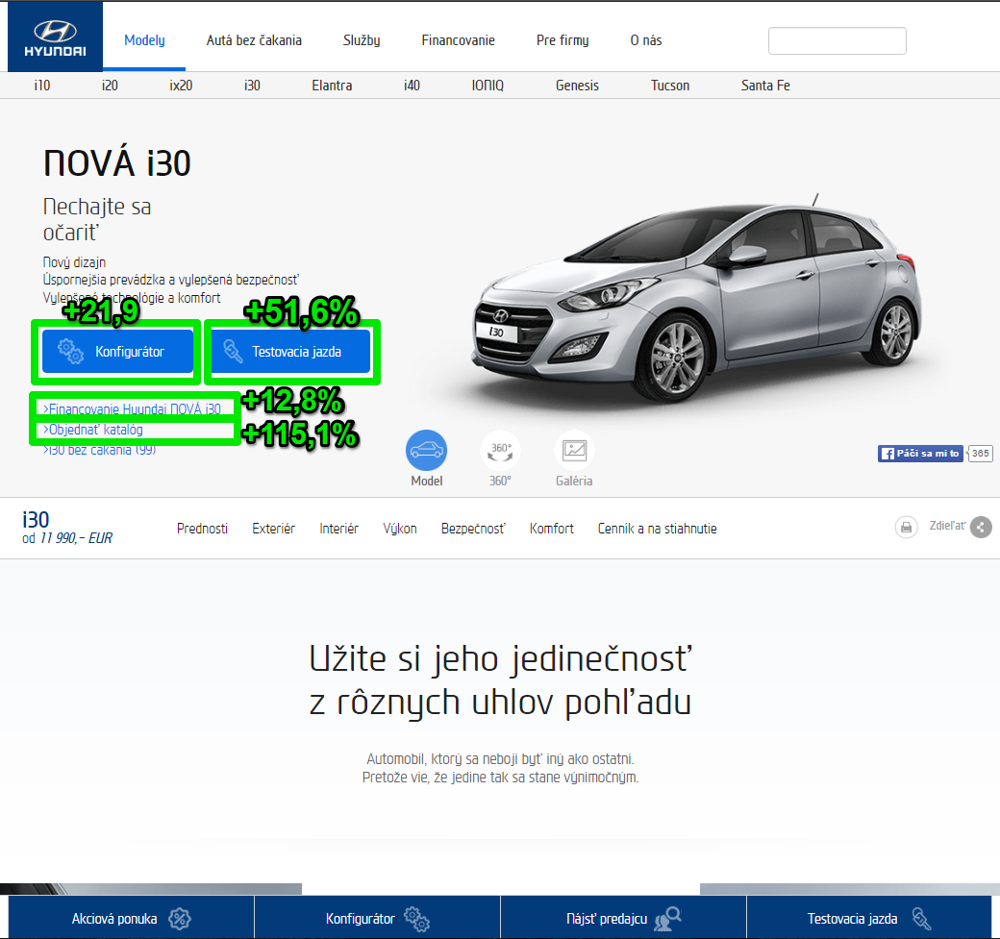 HYUNDAI
Modely Autá bez čakania Služby Financovanie Pre firmy O nás
i10 i20 ix20 i30 Elantra i40 IONIQ Genesis Tucson Santa Fe
NOVÁ i30
Nechajte sa
očariť
Nový dizajn
Úspornejšia prevádzka a vylepšená bezpečnosť
Vylepšené technológie a komfort
+21,9 +51,6%
Konfigurátor Testovacia jazda
i30
>Financovanie Hyundai NOVÁ i30 +12,8%
>Objednať katalóg +115,1%
>i30 bez čakania (99)
360°
Model 360° Galéria
Páči sa mi to 365
i30
od 11 990,- EUR
Prednosti Exteriér Interiér Výkon Bezpečnosť Komfort Cenník a na stiahnutie Zdieľať
Užite si jeho jedinečnosť
z rôznych uhlov pohľadu
Automobil, ktorý sa nebojí byť iný ako ostatní.
Pretože vie, že jedine tak sa stane výnimočným.
Akciová ponuka Konfigurátor Nájsť predajcu Testovacia jazda